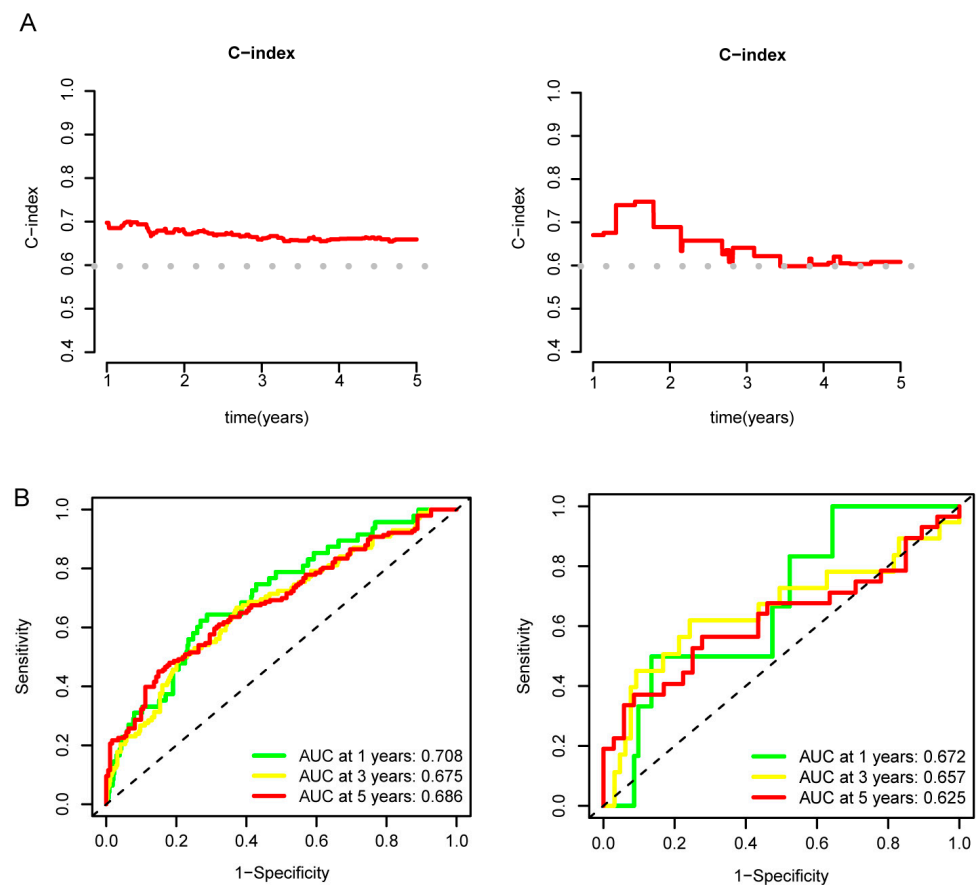 A
C-index
C-index
1.0
0.9
0.8
0.7
0.6
0.5
0.4
C-index
1 2 3 4 5
time(years)
C-index
1.0
0.9
0.8
0.7
0.6
0.5
0.4
C-index
1 2 3 4 5
time(years)
B
1.0
0.8
0.6
0.4
0.2
0.0
Sensitivity
AUC at 1 years: 0.708
AUC at 3 years: 0.675
AUC at 5 years: 0.686
0.0 0.2 0.4 0.6 0.8 1.0
1-Specificity
1.0
0.8
0.6
0.4
0.2
0.0
Sensitivity
AUC at 1 years: 0.672
AUC at 3 years: 0.657
AUC at 5 years: 0.625
0.0 0.2 0.4 0.6 0.8 1.0
1-Specificity